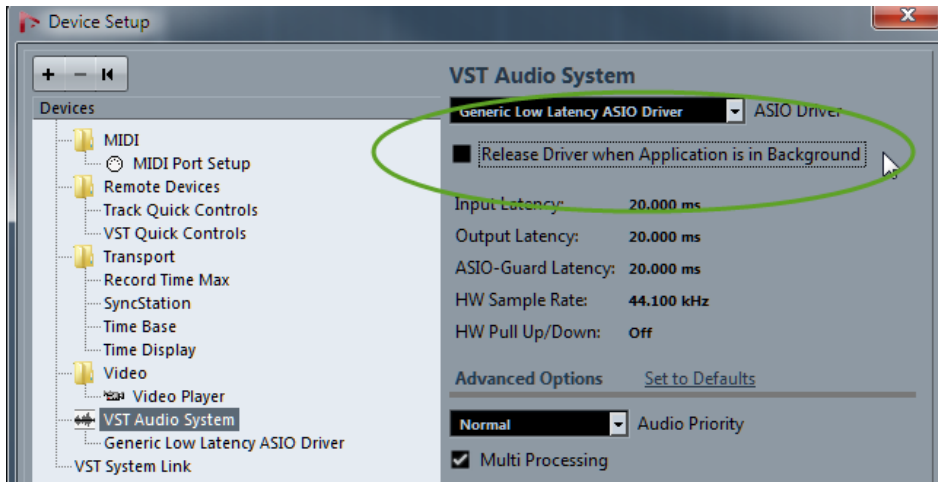 Device Setup
Devices
MIDI
MIDI Port Setup
Remote Devices
Track Quick Controls
VST Quick Controls
Transport
Record Time Max
SyncStation
Time Base
Time Display
Video
Video Player
VST Audio System
Generic Low Latency ASIO Driver
VST System Link
VST Audio System
Generic Low Latency ASIO Driver ASIO Driver
Release Driver when Application is in Background
Input Latency: 20.000 ms
Output Latency: 20.000 ms
ASIO-Guard Latency: 20.000 ms
HW Sample Rate: 44.100 kHz
HW Pull Up/Down: Off
Advanced Options Set to Defaults
Normal Audio Priority
Multi Processing